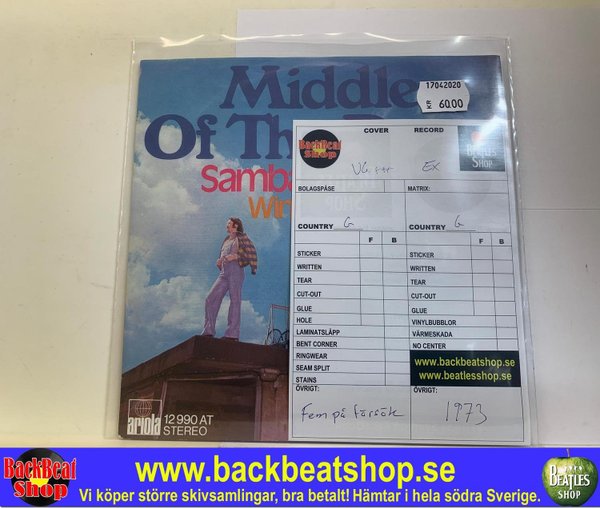 Middle
Of The
Samba
Win
17042020
KR 60.00
COVER RECORD
BackBeat Shop
BEATLES SHOP
VG+++ EX
BOLAGSPÅSE MATRIX:
COUNTRY G COUNTRY G
F B F B
STICKER STICKER
WRITTEN WRITTEN
TEAR TEAR
CUT-OUT CUT-OUT
GLUE GLUE
HOLE VINYLBUBBLOR
LAMINATSLÄPP VÄRMESKADA
BENT CORNER NO CENTER
RINGWEAR
SEAM SPLIT
STAINS
www.backbeatshop.se
www.beatlesshop.se
ÖVRIGT: ÖVRIGT:
Fem på försök 1973
ariola
12 990 AT
STEREO
BackBeat
Shop
www.backbeatshop.se
Vi köper större skivsamlingar, bra betalt! Hämtar i hela södra Sverige.
BEATLES
SHOP